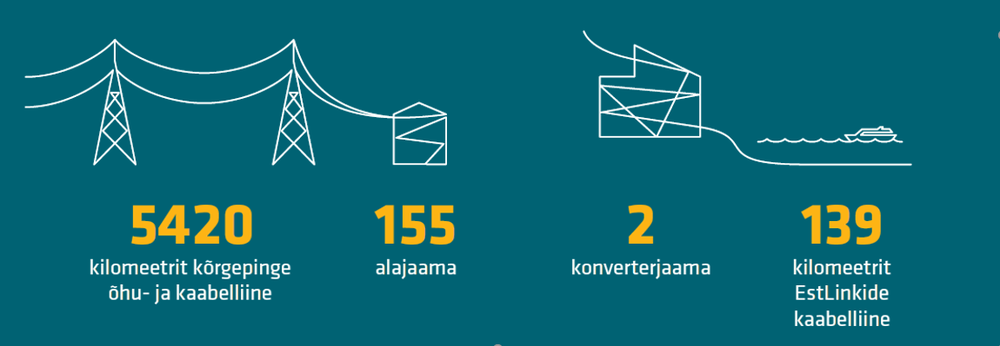 5420
kilomeetrit kõrgepinge
õhu- ja kaabelliine
155
alajaama
2
konverterjaama
139
kilomeetrit
EstLinkide
kaabelliine